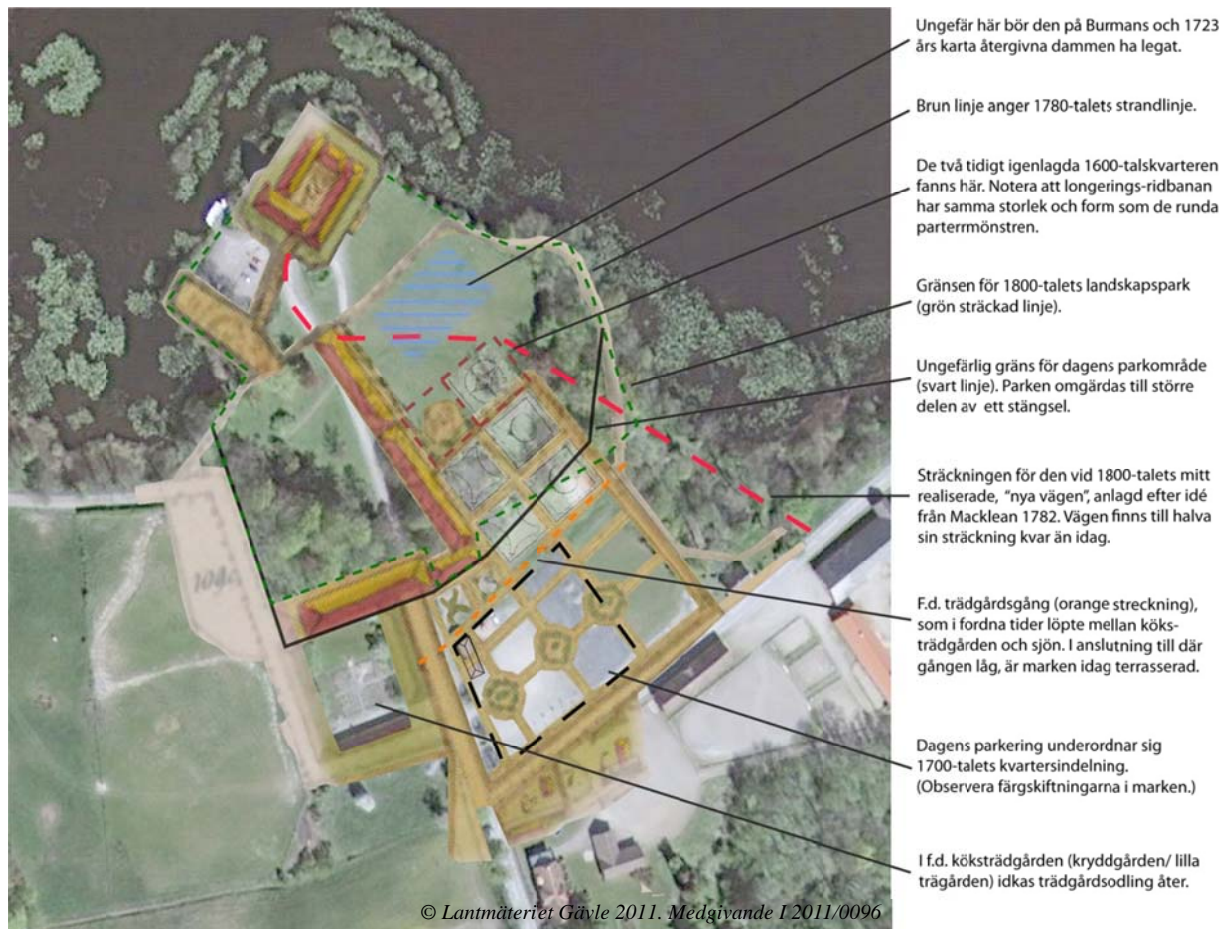 Ungefär här bör den på Burmans och 1723
års karta återgivna dammen ha legat.
Brun linje anger 1780-talets strandlinje.
De två tidigt igenlagda 1600-talskvarteren
fanns här. Notera att longerings-ridbanan
har samma storlek och form som de runda
parterrmönstren.
Gränsen för 1800-talets landskapspark
(grön sträckad linje).
Ungefärlig gräns för dagens parkområde
(svart linje). Parken omgärdas till större
delen av ett stängsel.
Sträckningen för den vid 1800-talets mitt
realiserade, "nya vägen", anlagd efter idé
från Macklean 1782. Vägen finns till halva
sin sträckning kvar än idag.
F.d. trädgårdsgång (orange streckning),
som i fordna tider löpte mellan köks-
trädgården och sjön. I anslutning till där
gången låg, är marken idag terrasserad.
Dagens parkering underordnar sig
1700-talets kvartersindelning.
(Observera färgskiftningarna i marken.)
I f.d. köksträdgården (kryddgården/ lilla
trägården) idkas trädgårdsodling åter.
© Lantmäteriet Gävle 2011. Medgivande I 2011/0096